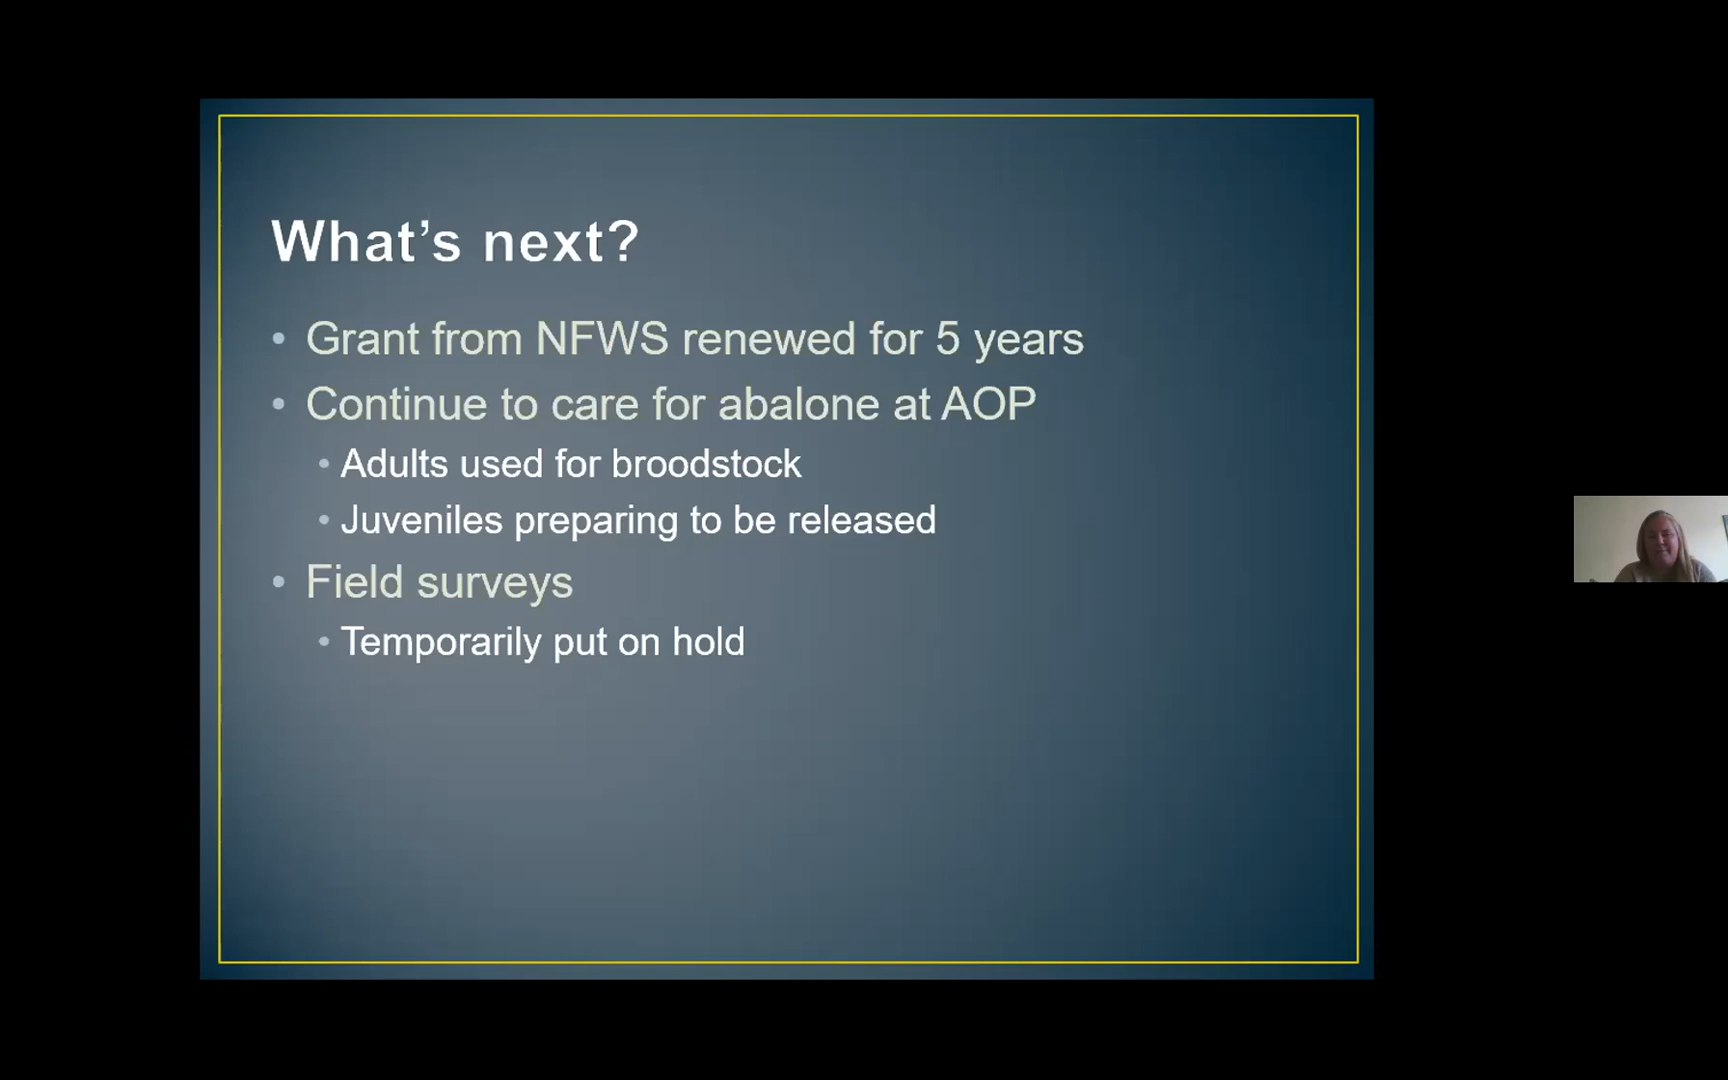 What’s next?
• Grant from NFWS renewed for 5 years
• Continue to care for abalone at AOP
• Adults used for broodstock
• Juveniles preparing to be released
• Field surveys
• Temporarily put on hold